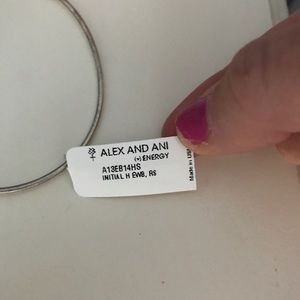 ALEX AND ANI
(+) ENERGY
A13EB14HS
INITIAL H EWB, RS
Made in USA